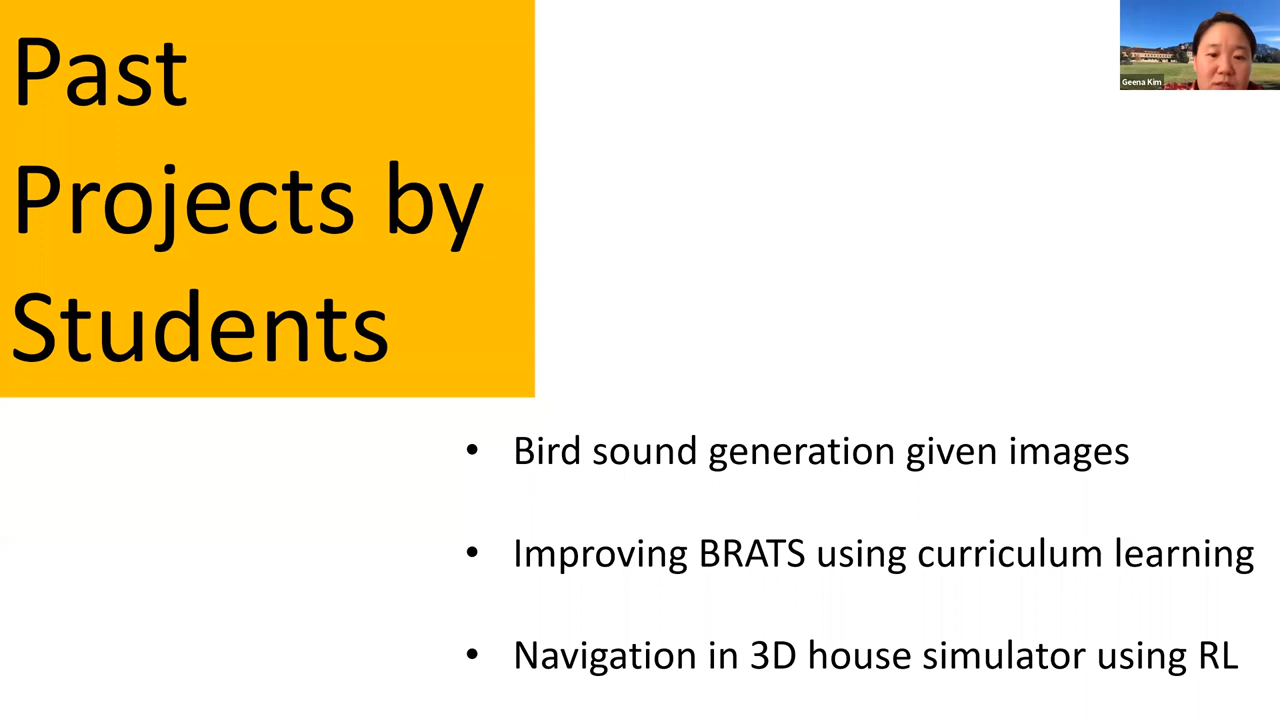 Past
Projects by
Students
Geena Kim
• Bird sound generation given images
• Improving BRATS using curriculum learning
• Navigation in 3D house simulator using RL